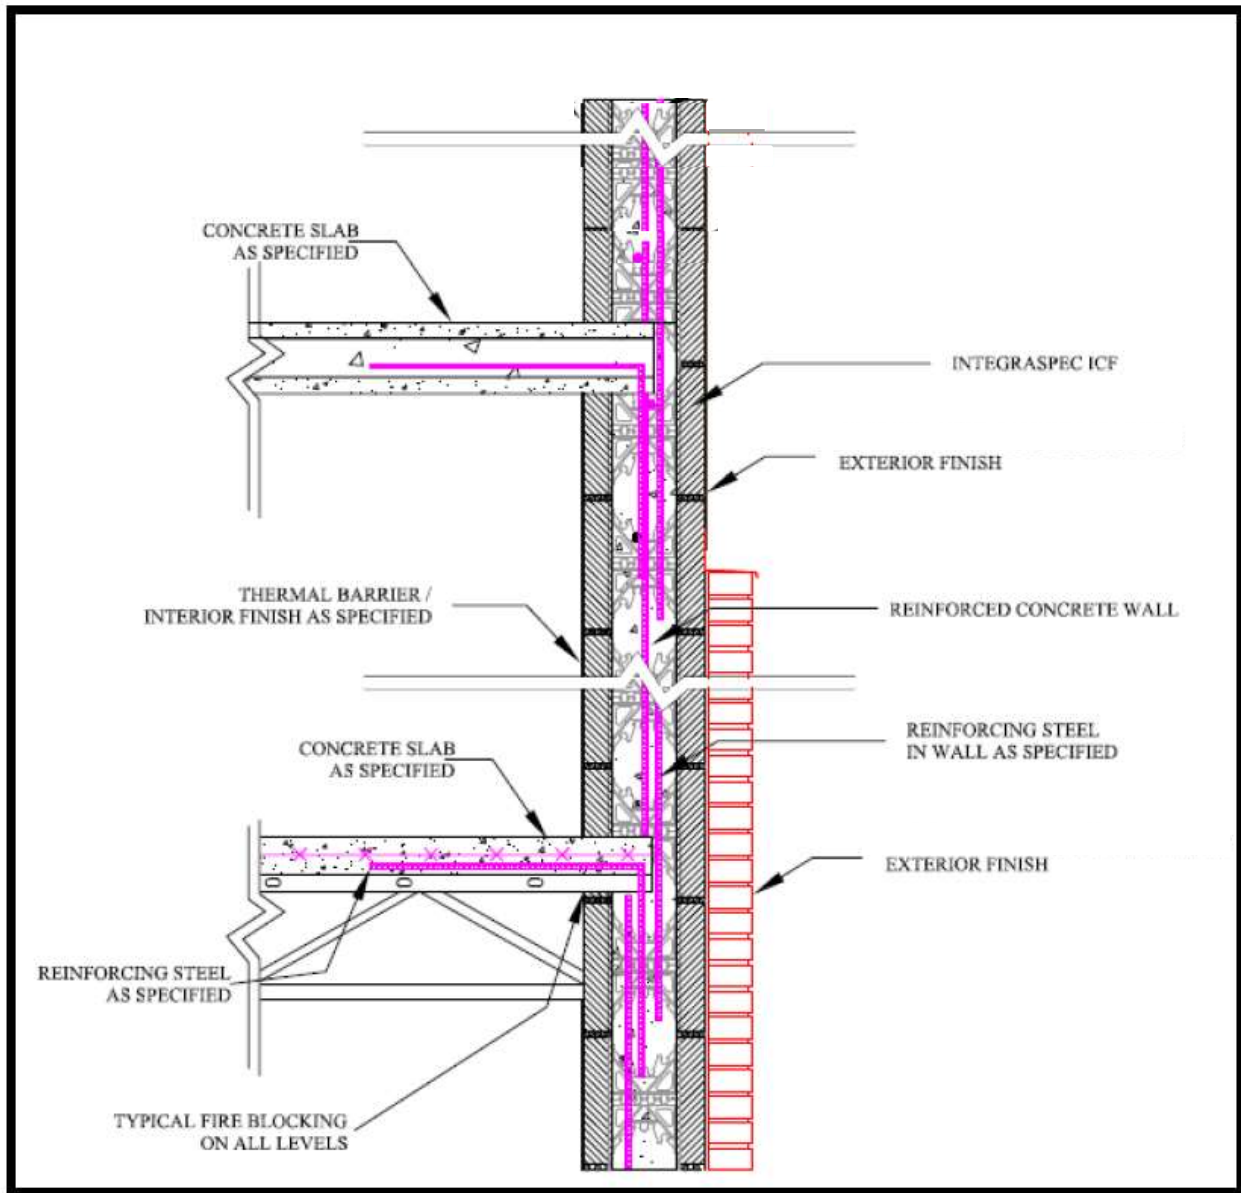 CONCRETE SLAB
AS SPECIFIED
INTEGRASPEC ICF
EXTERIOR FINISH
THERMAL BARRIER /
INTERIOR FINISH AS SPECIFIED
REINFORCED CONCRETE WALL
REINFORCING STEEL
IN WALL AS SPECIFIED
CONCRETE SLAB
AS SPECIFIED
EXTERIOR FINISH
REINFORCING STEEL
AS SPECIFIED
TYPICAL FIRE BLOCKING
ON ALL LEVELS